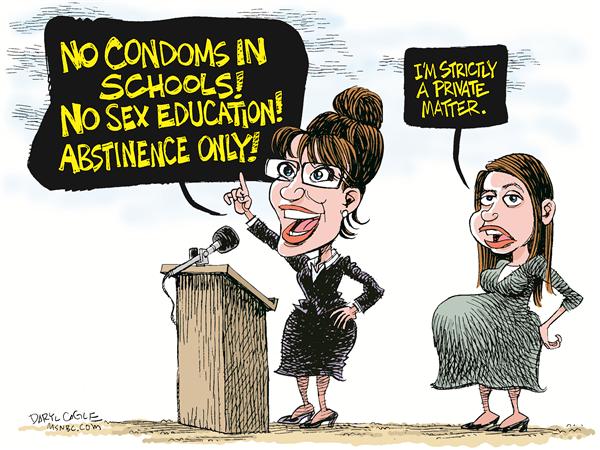 NO CONDOMS IN
SCHOOLS!
NO SEX EDUCATION!
ABSTINENCE ONLY!
I'M STRICTLY
A PRIVATE
MATTER.
DARYL CAGLE
MSNBC.COM